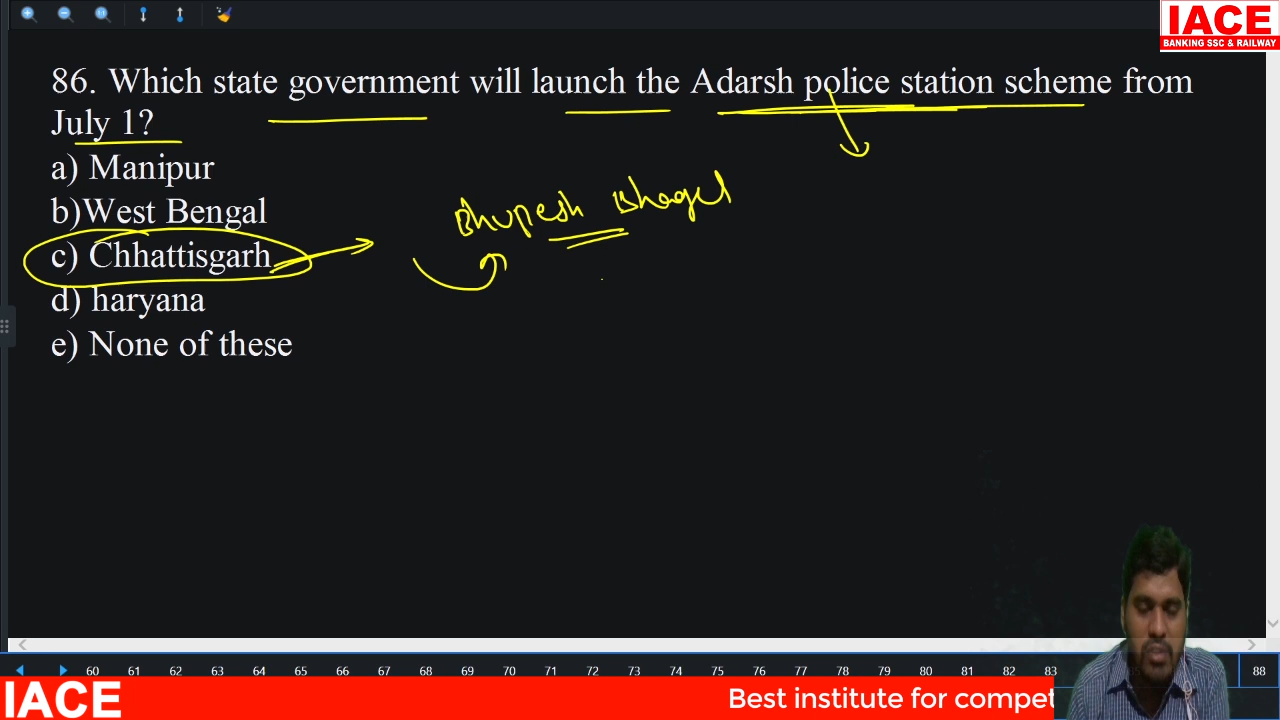 IACE
BANKING SSC & RAILWAY
86. Which state government will launch the Adarsh police station scheme from
July 1?
a) Manipur
b)West Bengal
c) Chhattisgarh
d) haryana
e) None of these
Bhupesh Bhagel
60 61 62 63 64 65 66 67 68 69 70 71 72 73 74 75 76 77 78 79 80 81 82 83 88
IACE
Best institute for compet